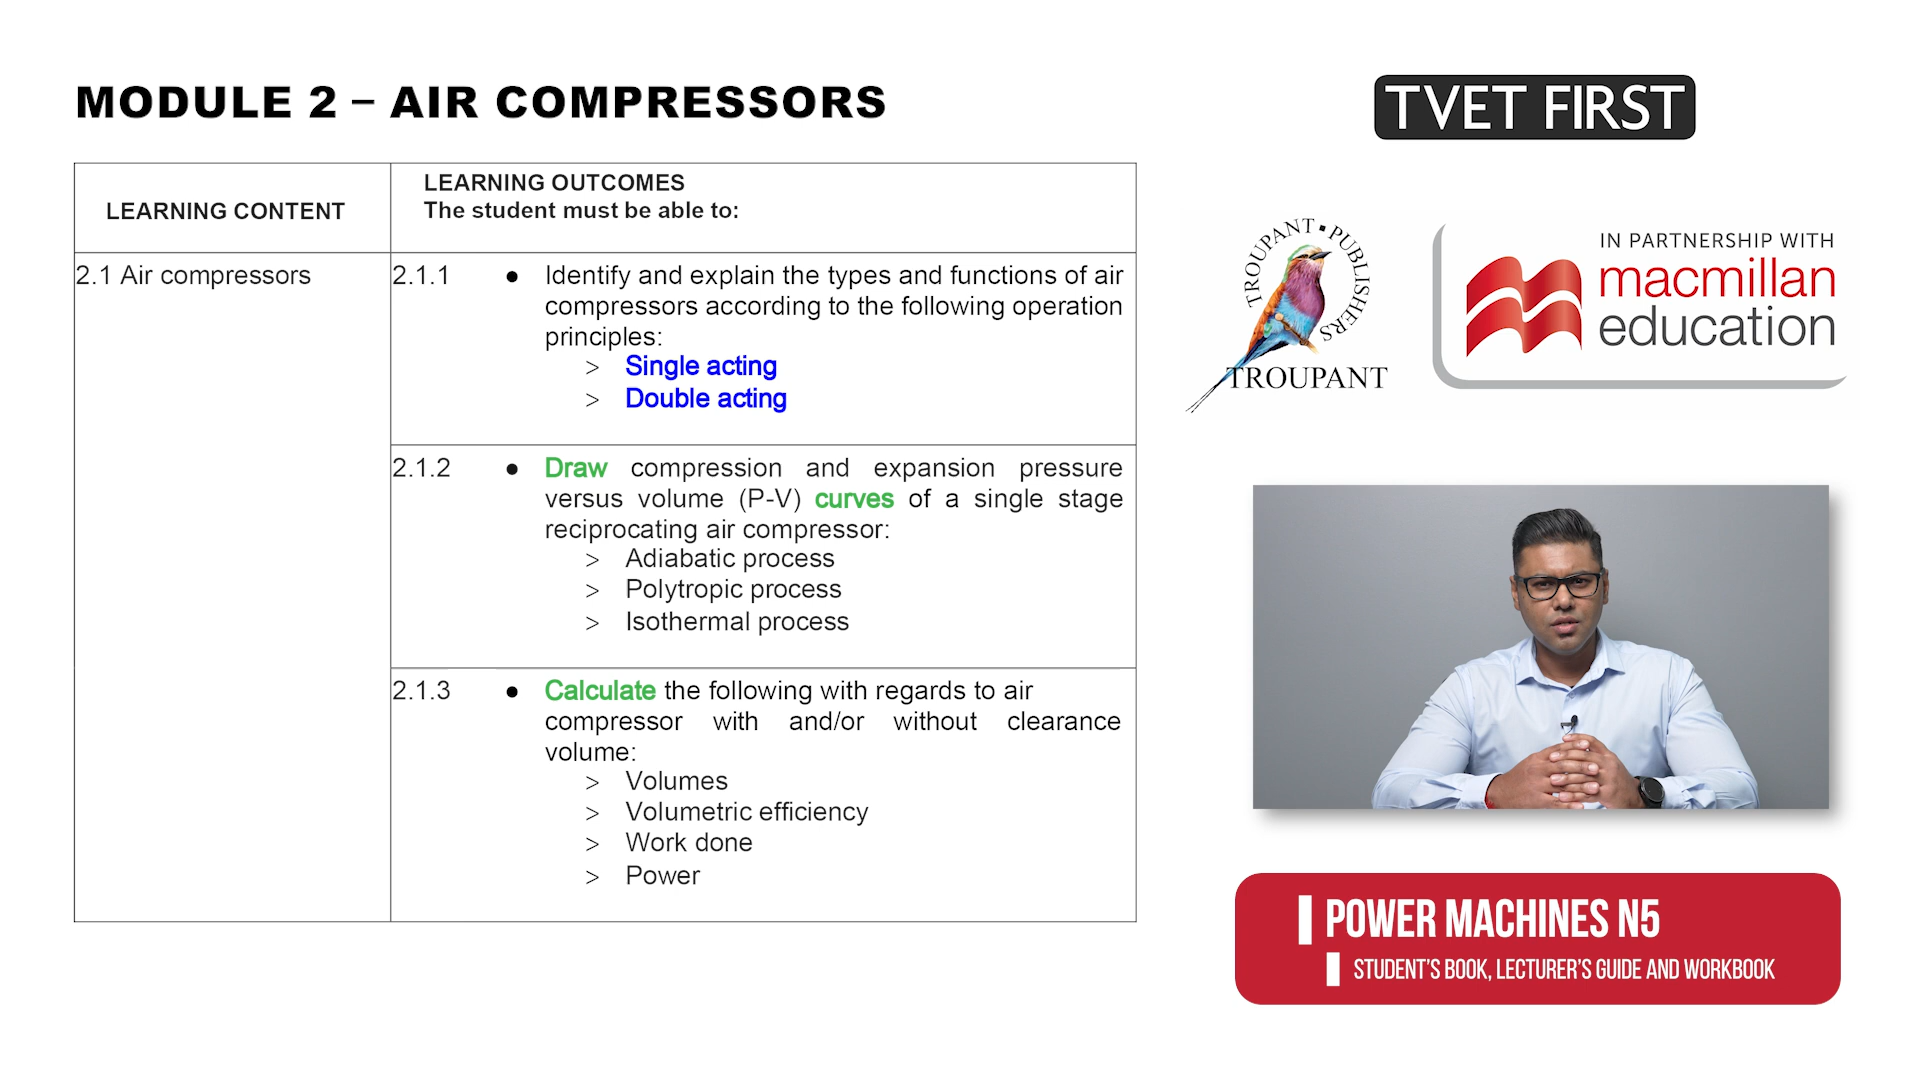 MODULE 2 – AIR COMPRESSORS
LEARNING CONTENT
LEARNING OUTCOMES
The student must be able to:
2.1 Air compressors
2.1.1 ● Identify and explain the types and functions of air
compressors according to the following operation
principles:
> Single acting
> Double acting
2.1.2 ● Draw compression and expansion pressure
versus volume (P-V) curves of a single stage
reciprocating air compressor:
> Adiabatic process
> Polytropic process
> Isothermal process
2.1.3 ● Calculate the following with regards to air
compressor with and/or without clearance
volume:
> Volumes
> Volumetric efficiency
> Work done
> Power
TVET FIRST
TROUPANT ▪ PUBLISHERS
TROUPANT
IN PARTNERSHIP WITH
macmillan
education
POWER MACHINES N5
STUDENT'S BOOK, LECTURER'S GUIDE AND WORKBOOK